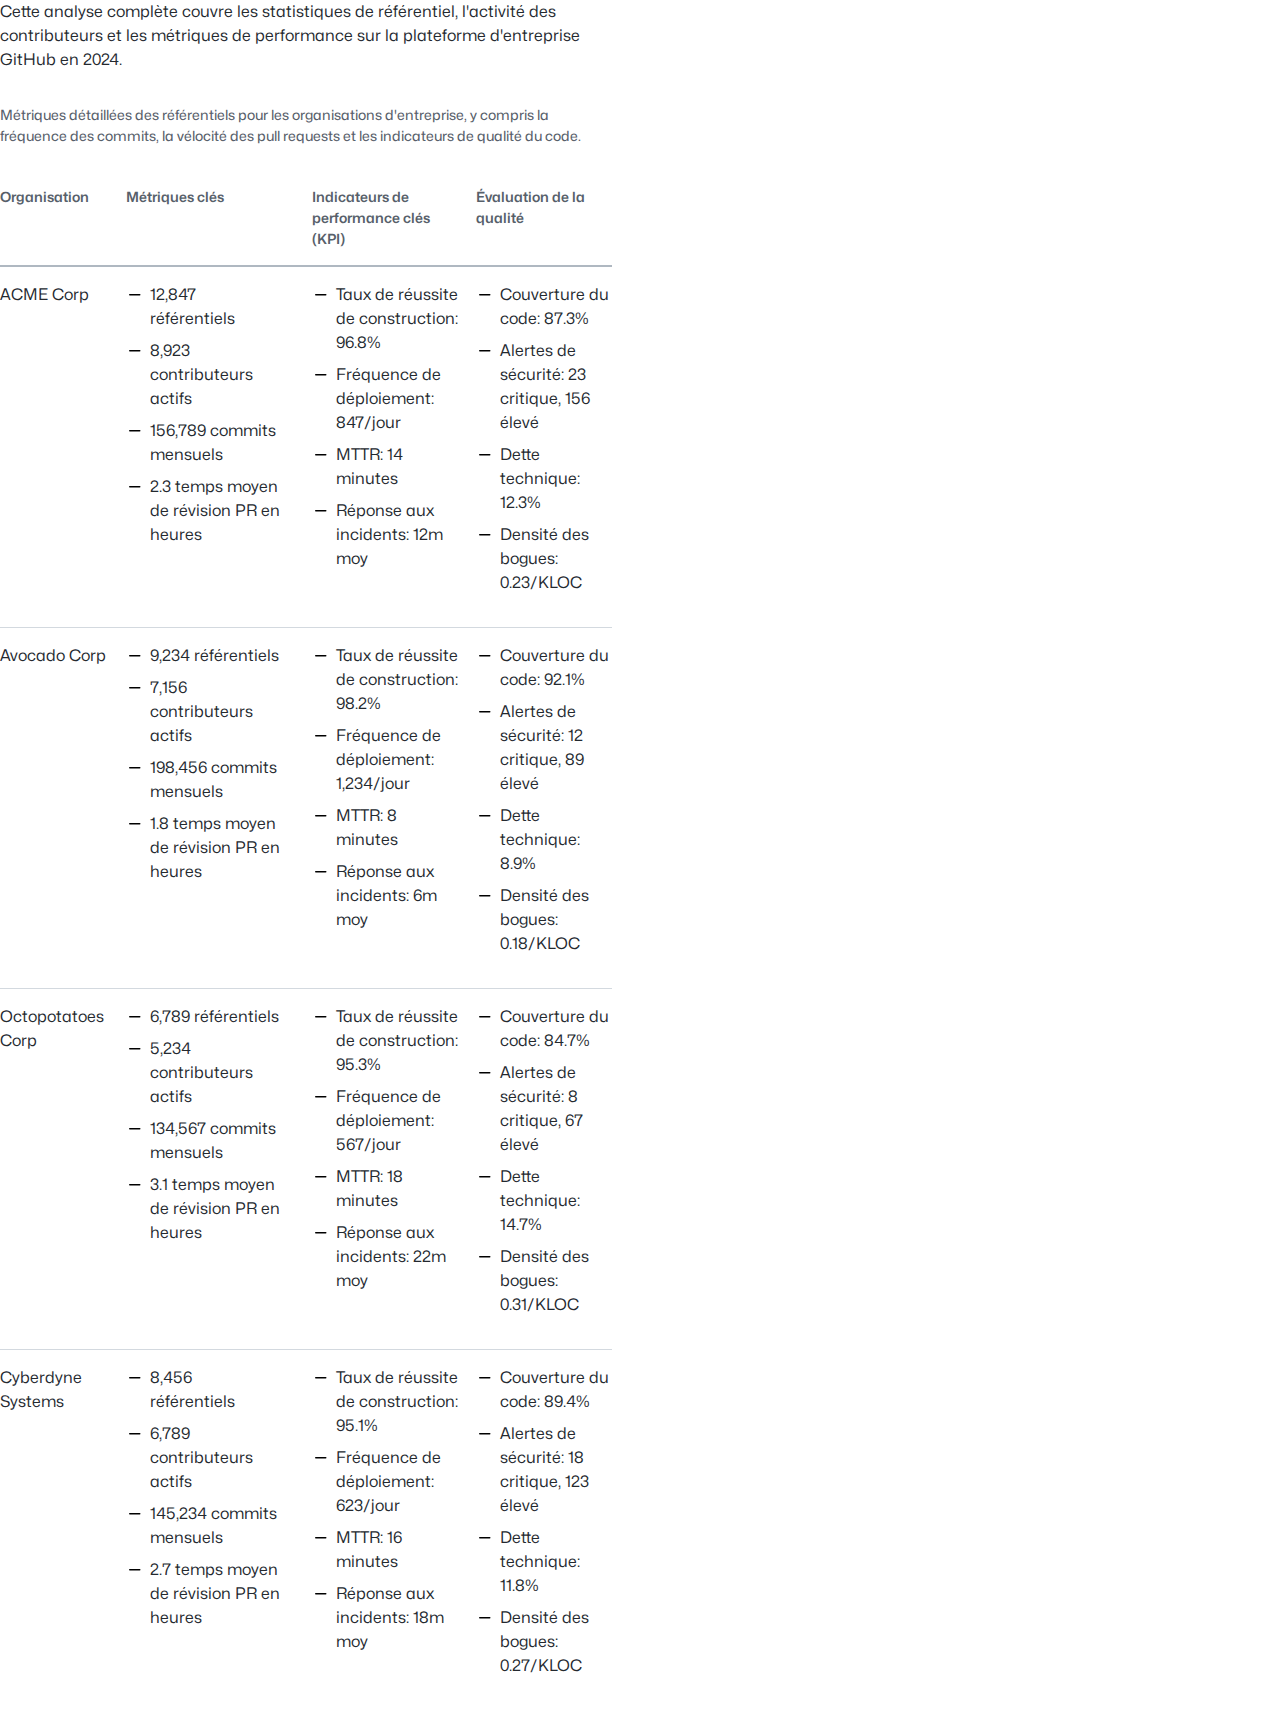 Cette analyse complète couvre les statistiques de référentiel, l'activité des
contributeurs et les métriques de performance sur la plateforme d'entreprise
GitHub en 2024.
Métriques détaillées des référentiels pour les organisations d'entreprise, y compris la
fréquence des commits, la vélocité des pull requests et les indicateurs de qualité du code.
Organisation
Métriques clés
Indicateurs de
performance clés
(KPI)
Évaluation de la
qualité
ACME Corp
— 12,847
référentiels
— 8,923
contributeurs
actifs
— 156,789 commits
mensuels
— 2.3 temps moyen
de révision PR en
heures
— Taux de réussite
de construction:
96.8%
— Fréquence de
déploiement:
847/jour
— MTTR: 14
minutes
— Réponse aux
incidents: 12m
moy
— Couverture du
code: 87.3%
— Alertes de
sécurité: 23
critique, 156
élevé
— Dette
technique:
12.3%
— Densité des
bogues:
0.23/KLOC
Avocado Corp
— 9,234 référentiels
— 7,156
contributeurs
actifs
— 198,456 commits
mensuels
— 1.8 temps moyen
de révision PR en
heures
— Taux de réussite
de construction:
98.2%
— Fréquence de
déploiement:
1,234/jour
— MTTR: 8
minutes
— Réponse aux
incidents: 6m
moy
— Couverture du
code: 92.1%
— Alertes de
sécurité: 12
critique, 89
élevé
— Dette
technique:
8.9%
— Densité des
bogues:
0.18/KLOC
Octopotatoes
Corp
— 6,789 référentiels
— 5,234
contributeurs
actifs
— 134,567 commits
mensuels
— 3.1 temps moyen
de révision PR en
heures
— Taux de réussite
de construction:
95.3%
— Fréquence de
déploiement:
567/jour
— MTTR: 18
minutes
— Réponse aux
incidents: 22m
moy
— Couverture du
code: 84.7%
— Alertes de
sécurité: 8
critique, 67
élevé
— Dette
technique:
14.7%
— Densité des
bogues:
0.31/KLOC
Cyberdyne
Systems
— 8,456
référentiels
— 6,789
contributeurs
actifs
— 145,234 commits
mensuels
— 2.7 temps moyen
de révision PR en
heures
— Taux de réussite
de construction:
95.1%
— Fréquence de
déploiement:
623/jour
— MTTR: 16
minutes
— Réponse aux
incidents: 18m
moy
— Couverture du
code: 89.4%
— Alertes de
sécurité: 18
critique, 123
élevé
— Dette
technique:
11.8%
— Densité des
bogues:
0.27/KLOC